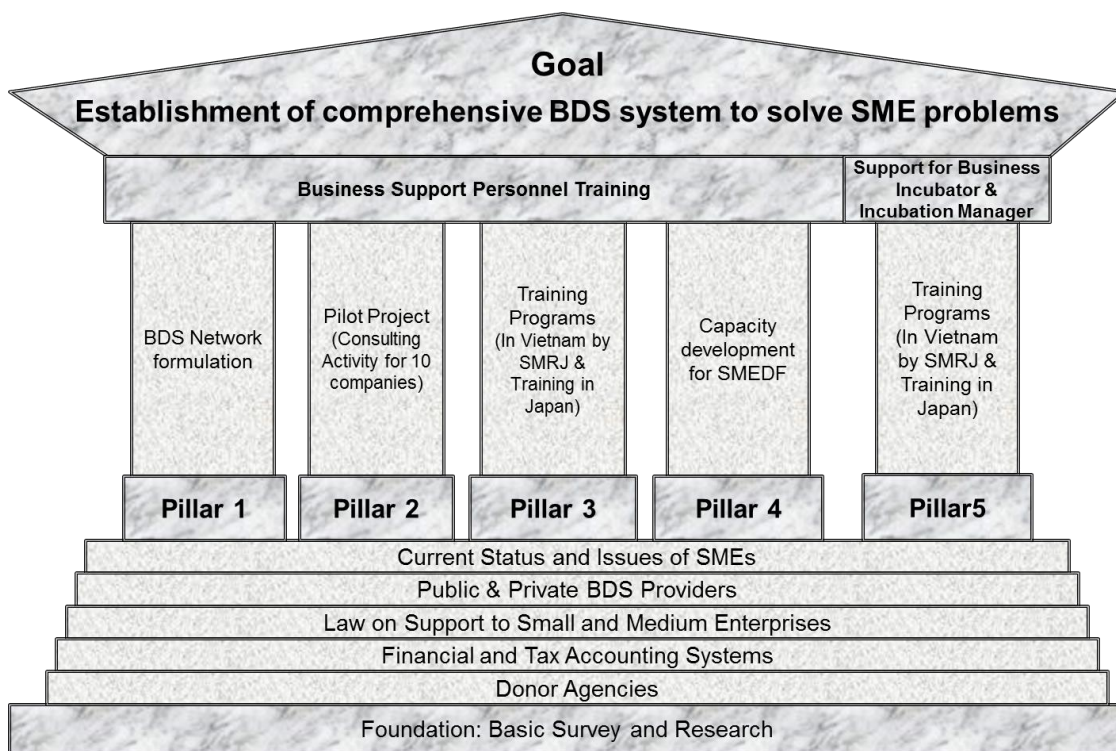 Goal
Establishment of comprehensive BDS system to solve SME problems
Business Support Personnel Training
Support for Business
Incubator &
Incubation Manager
BDS Network
formulation
Pilot Project
(Consulting
Activity for 10
companies)
Training
Programs
(In Vietnam by
SMRJ &
Training in
Japan)
Capacity
development
for SMEDF
Training
Programs
(In Vietnam
by SMRJ &
Training in
Japan)
Pillar 1
Pillar 2
Pillar 3
Pillar 4
Pillar5
Current Status and Issues of SMEs
Public & Private BDS Providers
Law on Support to Small and Medium Enterprises
Financial and Tax Accounting Systems
Donor Agencies
Foundation: Basic Survey and Research